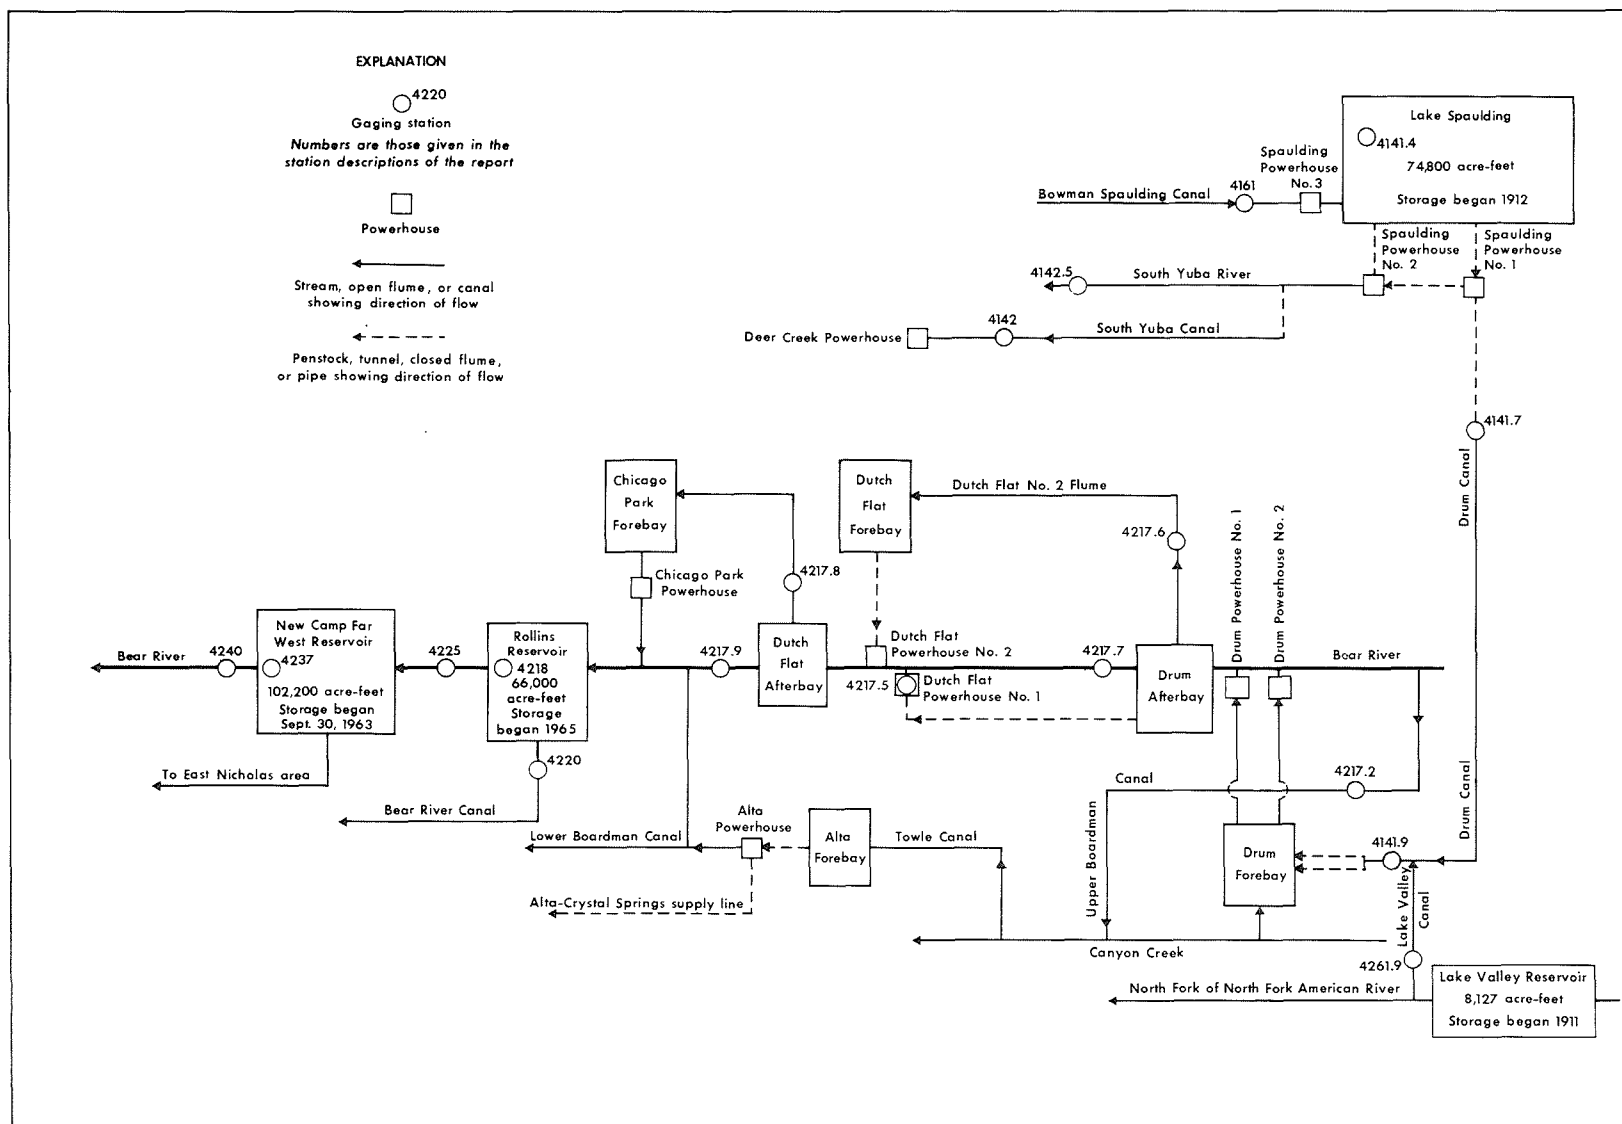 EXPLANATION
4220
Gaging station
Numbers are those given in the
station descriptions of the report
Powerhouse
Stream, open flume, or canal
showing direction of flow
Penstock, tunnel, closed flume,
or pipe showing direction of flow
Lake Spaulding
4141.4
74,800 acre-feet
Storage began 1912
Spaulding
Powerhouse
No.3
4161
Bowman Spaulding Canal
Spaulding
Powerhouse
No. 2
Spaulding
Powerhouse
No. 1
4142.5
South Yuba River
4142
South Yuba Canal
Deer Creek Powerhouse
4141.7
Drum Canal
Chicago
Park
Forebay
Dutch
Flat
Forebay
Dutch Flat No. 2 Flume
4217.6
Drum Powerhouse No. 1
Drum Powerhouse No. 2
4217.8
Chicago Park
Powerhouse
New Camp Far
West Reservoir
4237
102,200 acre-feet
Storage began
Sept. 30, 1963
Bear River
4240
4225
Rollins
Reservoir
4218
66,000
acre-feet
Storage
began 1965
4217.9
Dutch
Flat
Afterbay
Dutch Flat
Powerhouse No. 2
4217.5
Dutch Flat
Powerhouse No. 1
4217.7
Drum
Afterbay
Bear River
To East Nicholas area
4220
Bear River Canal
Canal
4217.2
Drum Canal
Lower Boardman Canal
Alta
Powerhouse
Alta
Forebay
Towle Canal
Upper Boardman
Drum
Forebay
4141.9
Lake Valley
Canal
Alta-Crystal Springs supply line
Canyon Creek
4261.9
North Fork of North Fork American River
Lake Valley Reservoir
8,127 acre-feet
Storage began 1911